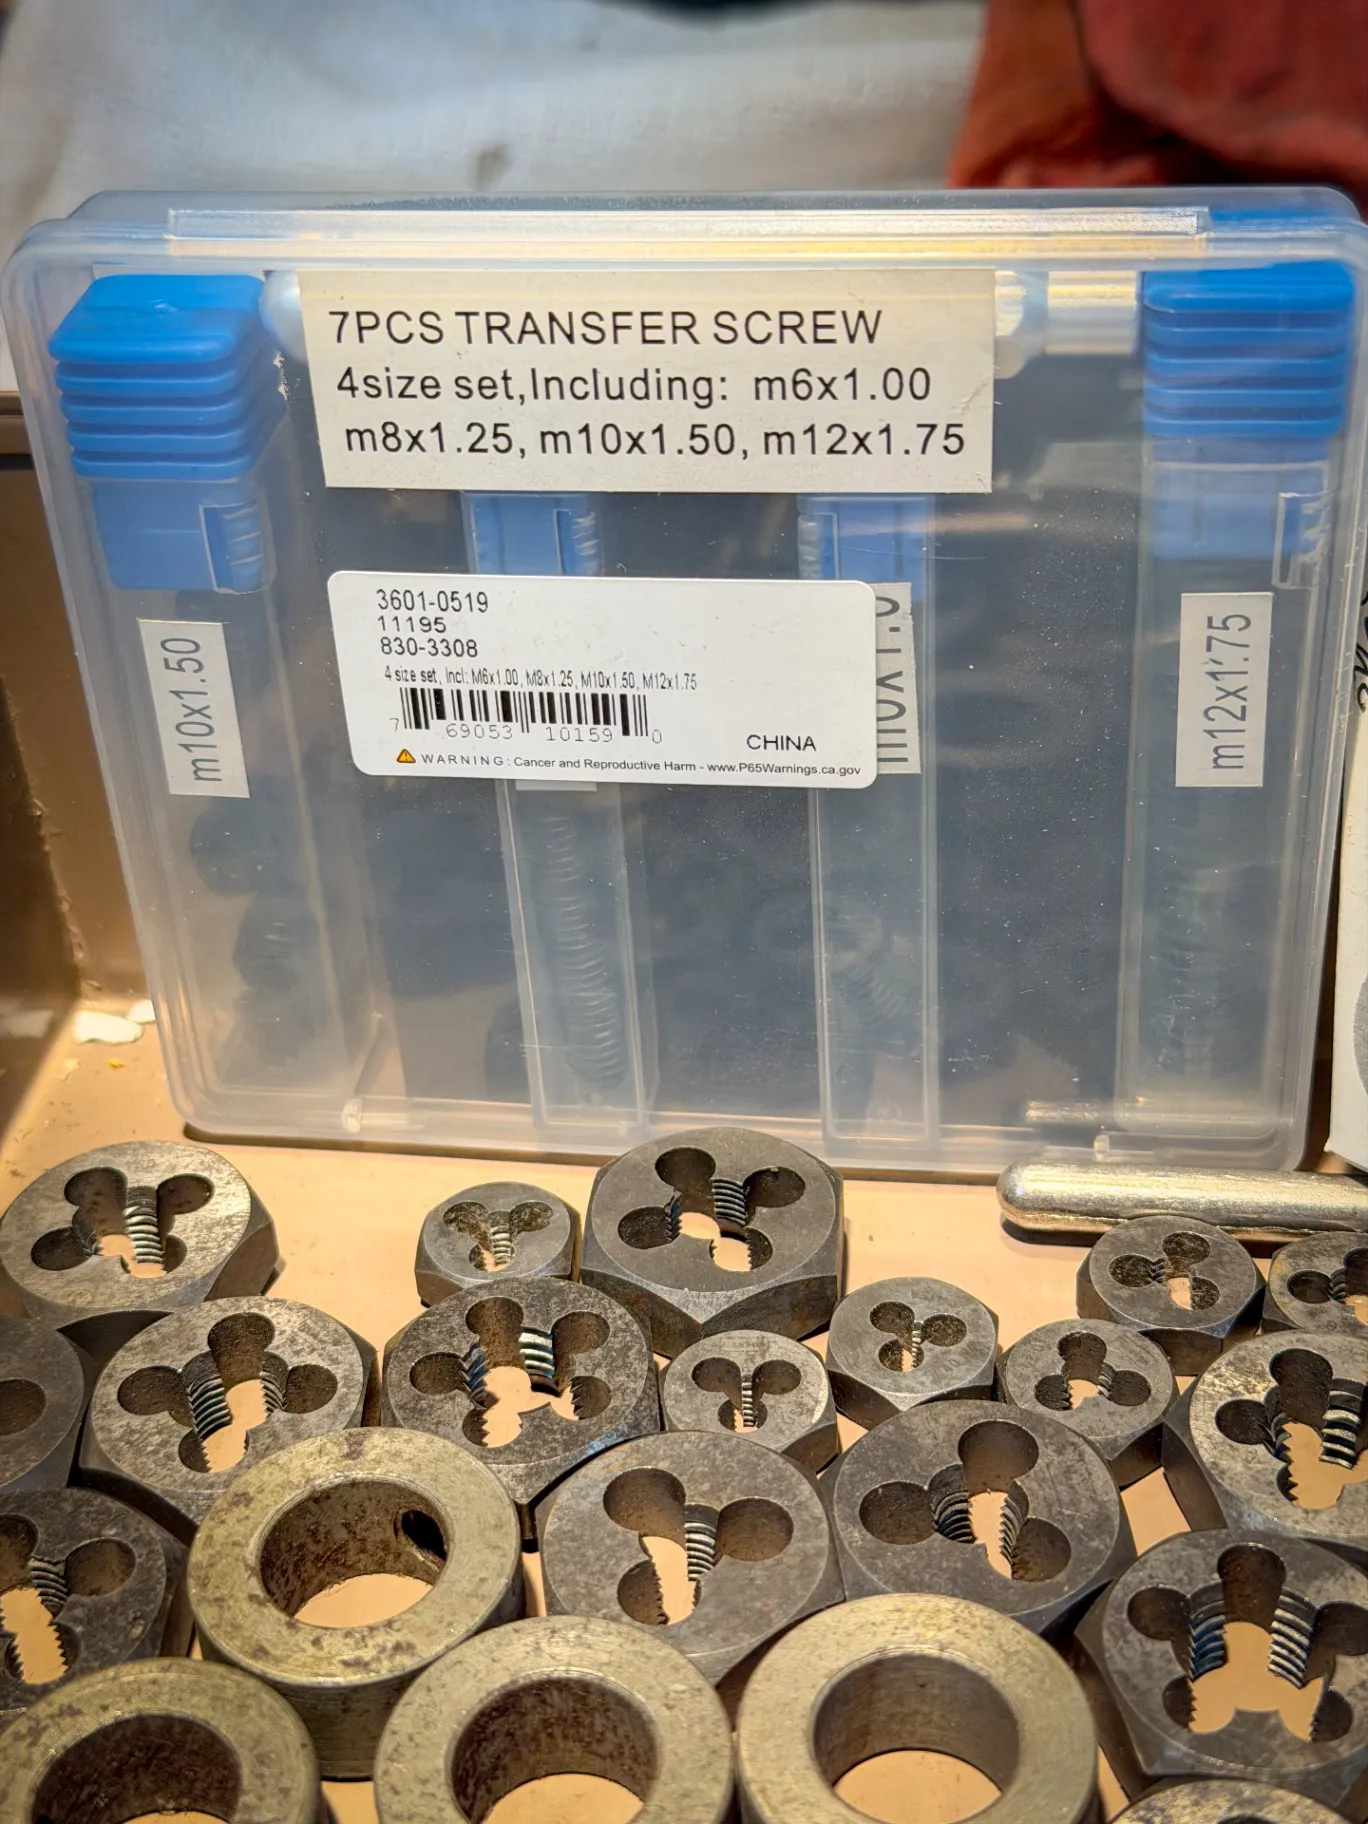 7PCS TRANSFER SCREW
4size set,Including: m6x1.00
m8x1.25, m10x1.50, m12x1.75
3601-0519
11195
830-3308
4 size set, Incl: M6x1.00, M8x1.25, M10x1.50, M12x1.75
7 69053 10159 0
CHINA
WARNING: Cancer and Reproductive Harm - www.P65Warnings.ca.gov
m10x1.50
m12x1.75